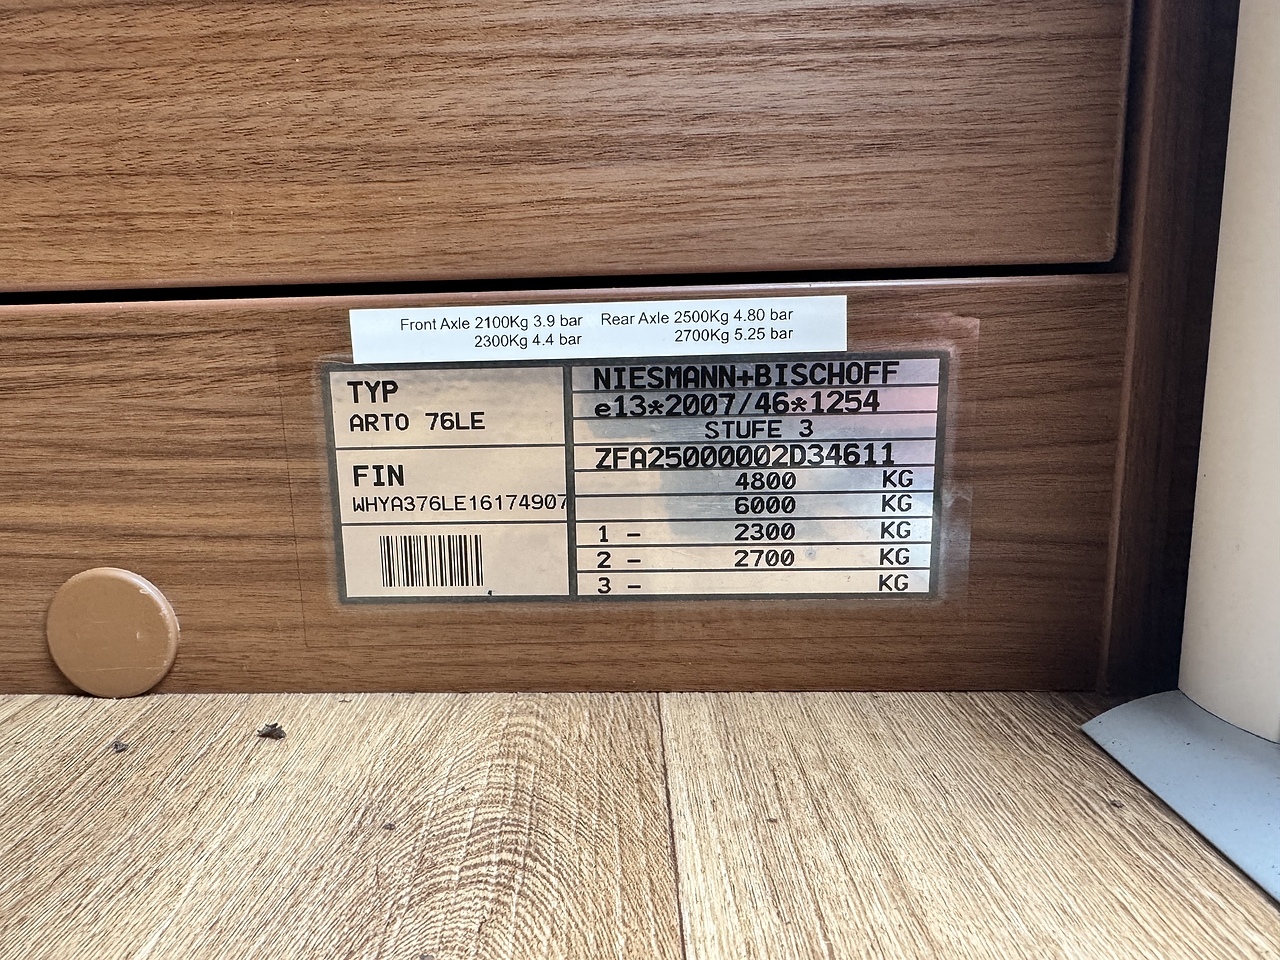 Front Axle 2100Kg 3.9 bar Rear Axle 2500Kg 4.80 bar
2300Kg 4.4 bar 2700Kg 5.25 bar
TYP
ARTO 76LE
FIN
WHYA376LE16174907
NIESMANN+BISCHOFF
e13*2007/46*1254
STUFE 3
ZFA25000002D34611
4800 KG
6000 KG
1 - 2300 KG
2 - 2700 KG
3 - KG